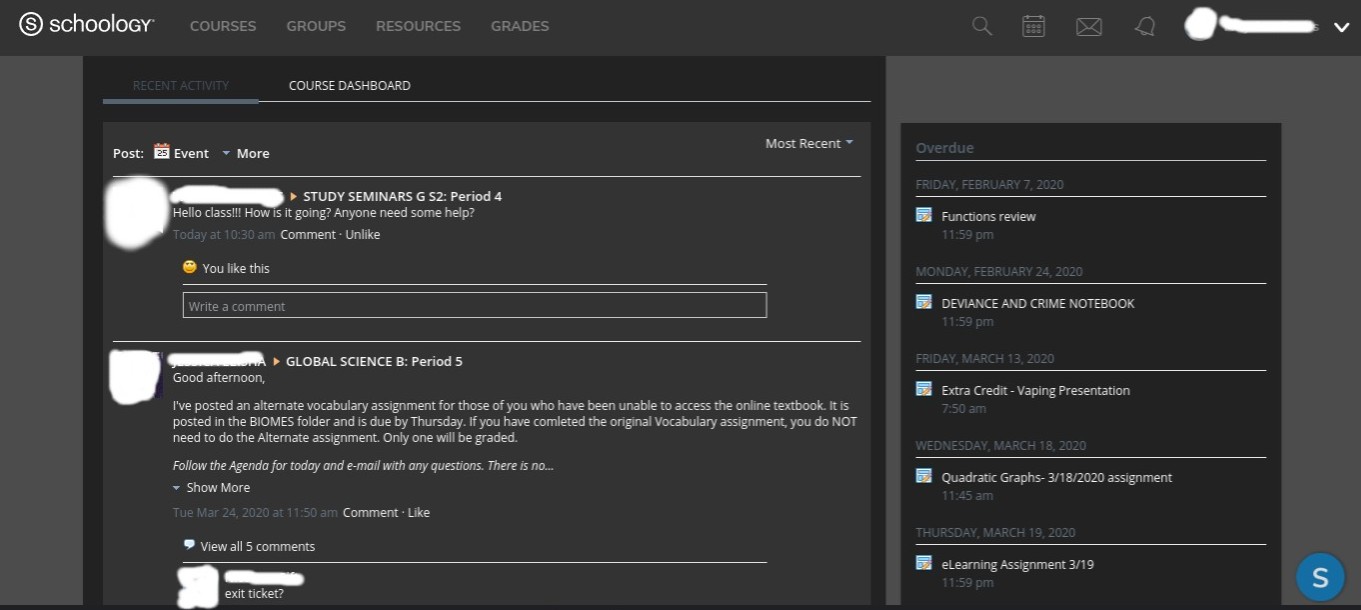 schoology COURSES GROUPS RESOURCES GRADES
RECENT ACTIVITY COURSE DASHBOARD
Post: 25 Event More
Most Recent
STUDY SEMINARS G S2: Period 4
Hello class!!! How is it going? Anyone need some help?
Today at 10:30 am Comment · Unlike
You like this
Write a comment
GLOBAL SCIENCE B: Period 5
Good afternoon,
I've posted an alternate vocabulary assignment for those of you who have been unable to access the online textbook. It is
posted in the BIOMES folder and is due by Thursday. If you have comleted the original Vocabulary assignment, you do NOT
need to do the Alternate assignment. Only one will be graded.
Follow the Agenda for today and e-mail with any questions. There is no...
Show More
Tue Mar 24, 2020 at 11:50 am Comment · Like
View all 5 comments
exit ticket?
Overdue
FRIDAY, FEBRUARY 7, 2020
Functions review
11:59 pm
MONDAY, FEBRUARY 24, 2020
DEVIANCE AND CRIME NOTEBOOK
11:59 pm
FRIDAY, MARCH 13, 2020
Extra Credit - Vaping Presentation
7:50 am
WEDNESDAY, MARCH 18, 2020
Quadratic Graphs- 3/18/2020 assignment
11:45 am
THURSDAY, MARCH 19, 2020
eLearning Assignment 3/19
11:59 pm
S